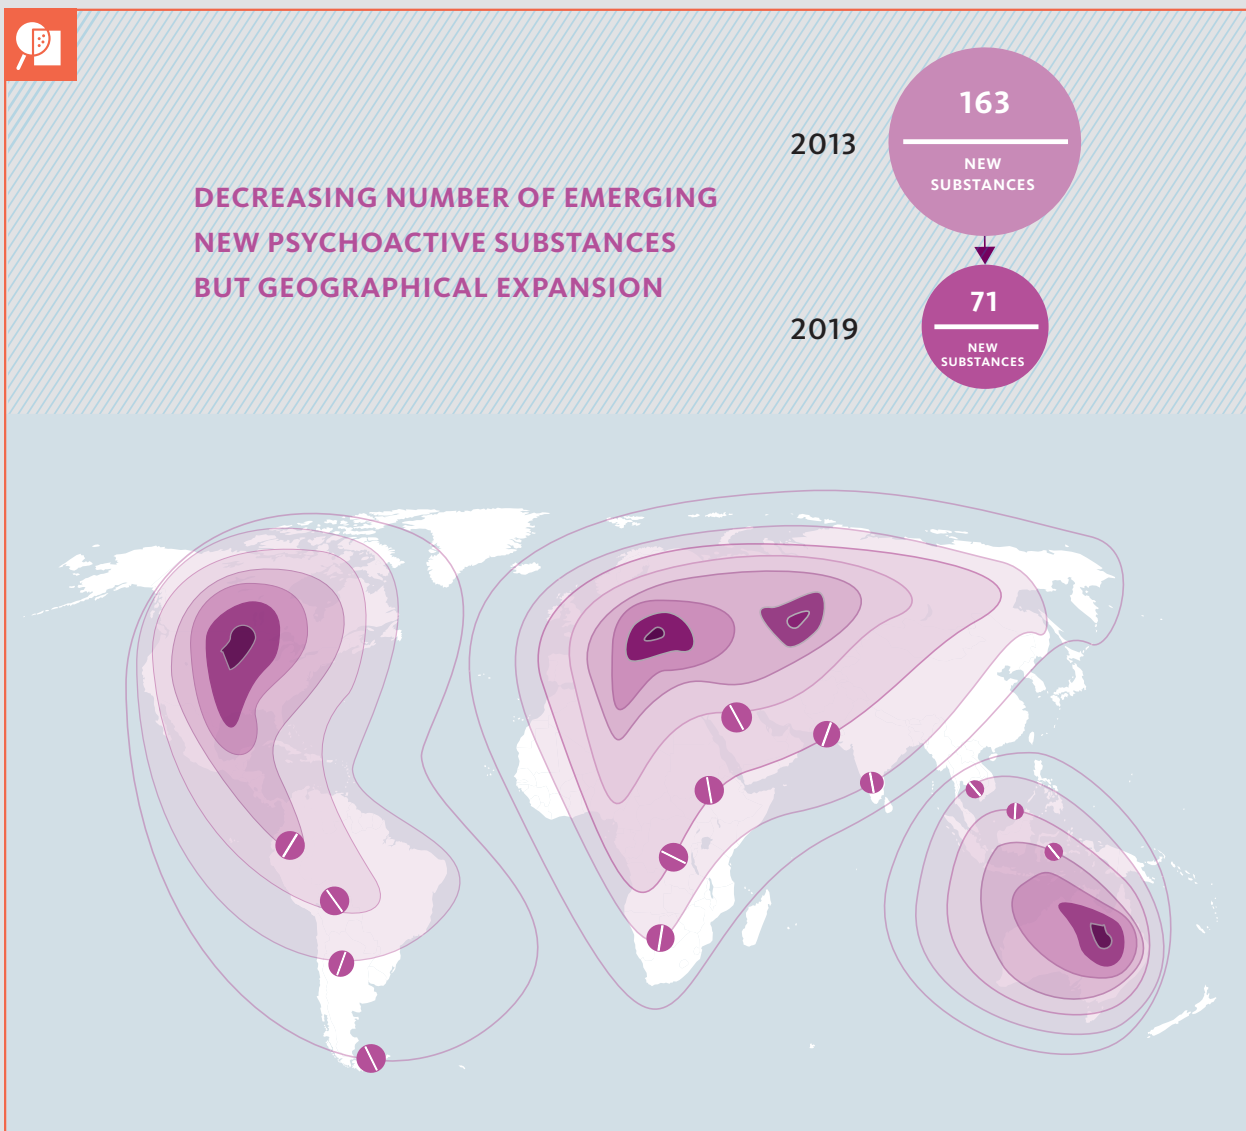 DECREASING NUMBER OF EMERGING
NEW PSYCHOACTIVE SUBSTANCES
BUT GEOGRAPHICAL EXPANSION
2013
163
NEW
SUBSTANCES
2019
71
NEW
SUBSTANCES